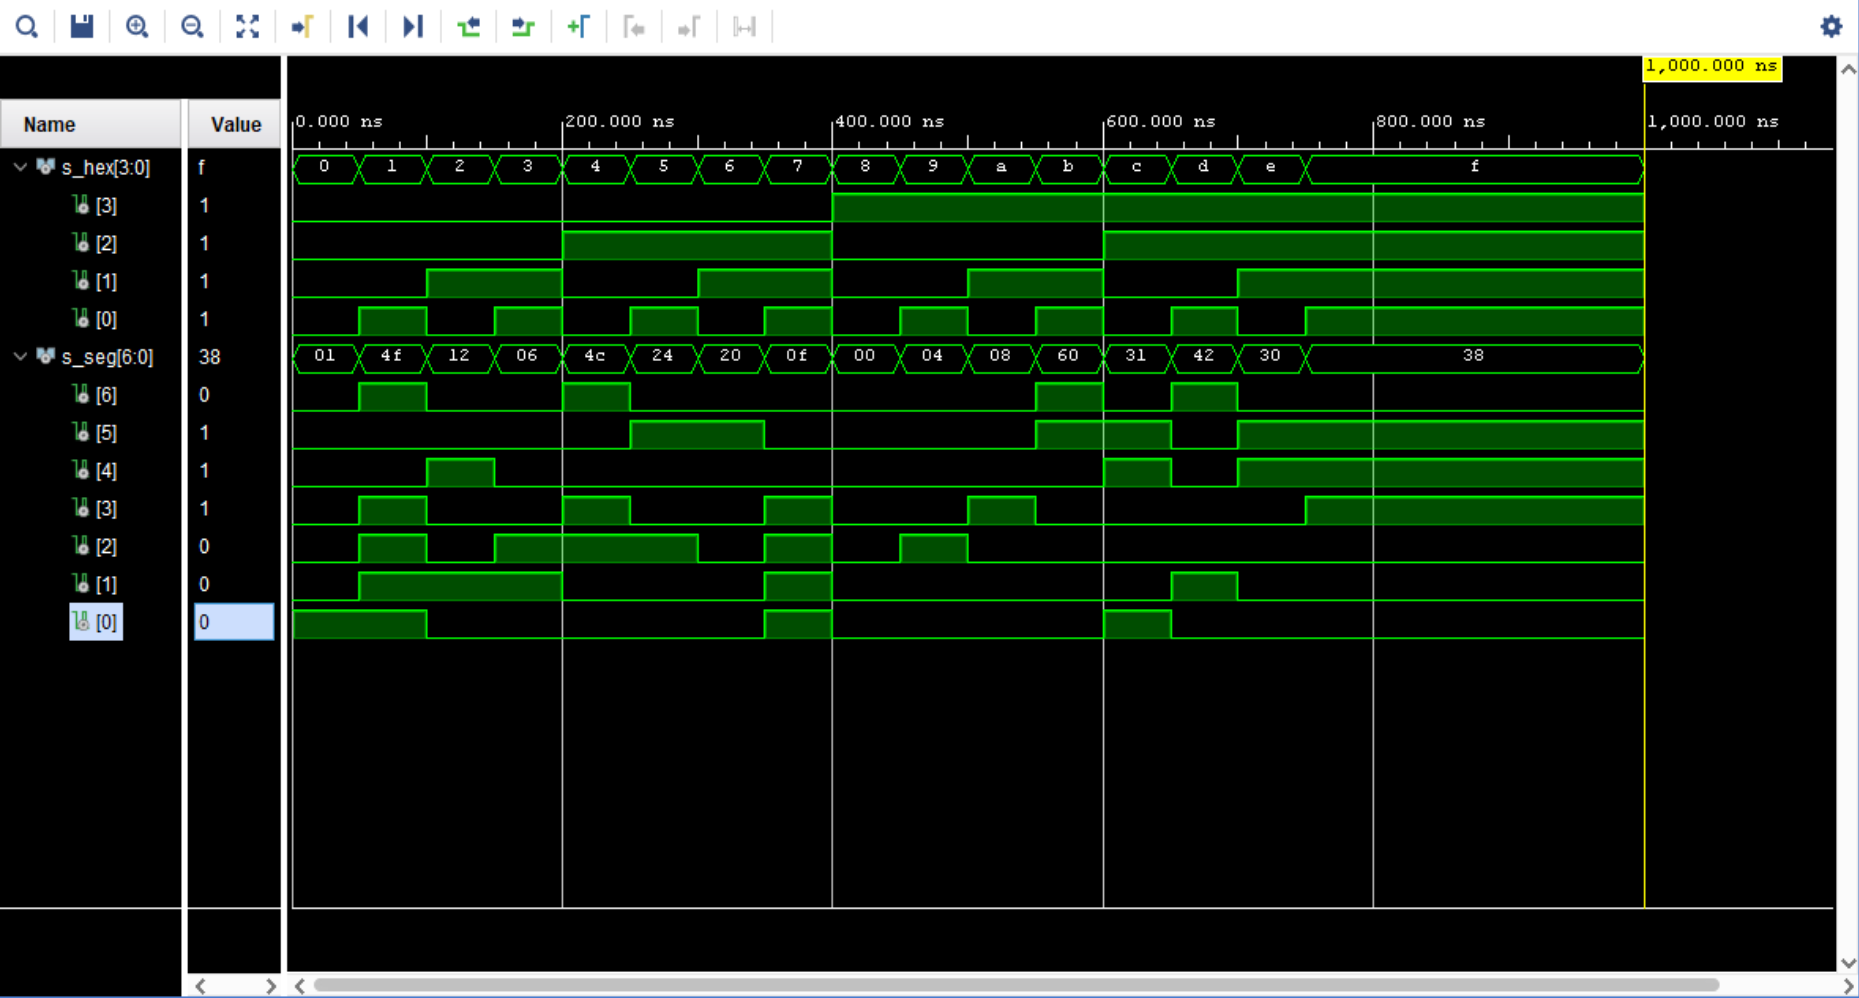 1,000.000 ns
Name Value 0.000 ns 200.000 ns 400.000 ns 600.000 ns 800.000 ns 1,000.000 ns
s_hex[3:0] f 0 1 2 3 4 5 6 7 8 9 a b c d e f
[3] 1
[2] 1
[1] 1
[0] 1
s_seg[6:0] 38 01 4f 12 06 4c 24 20 0f 00 04 08 60 31 42 30 38
[6] 0
[5] 1
[4] 1
[3] 1
[2] 0
[1] 0
[0] 0